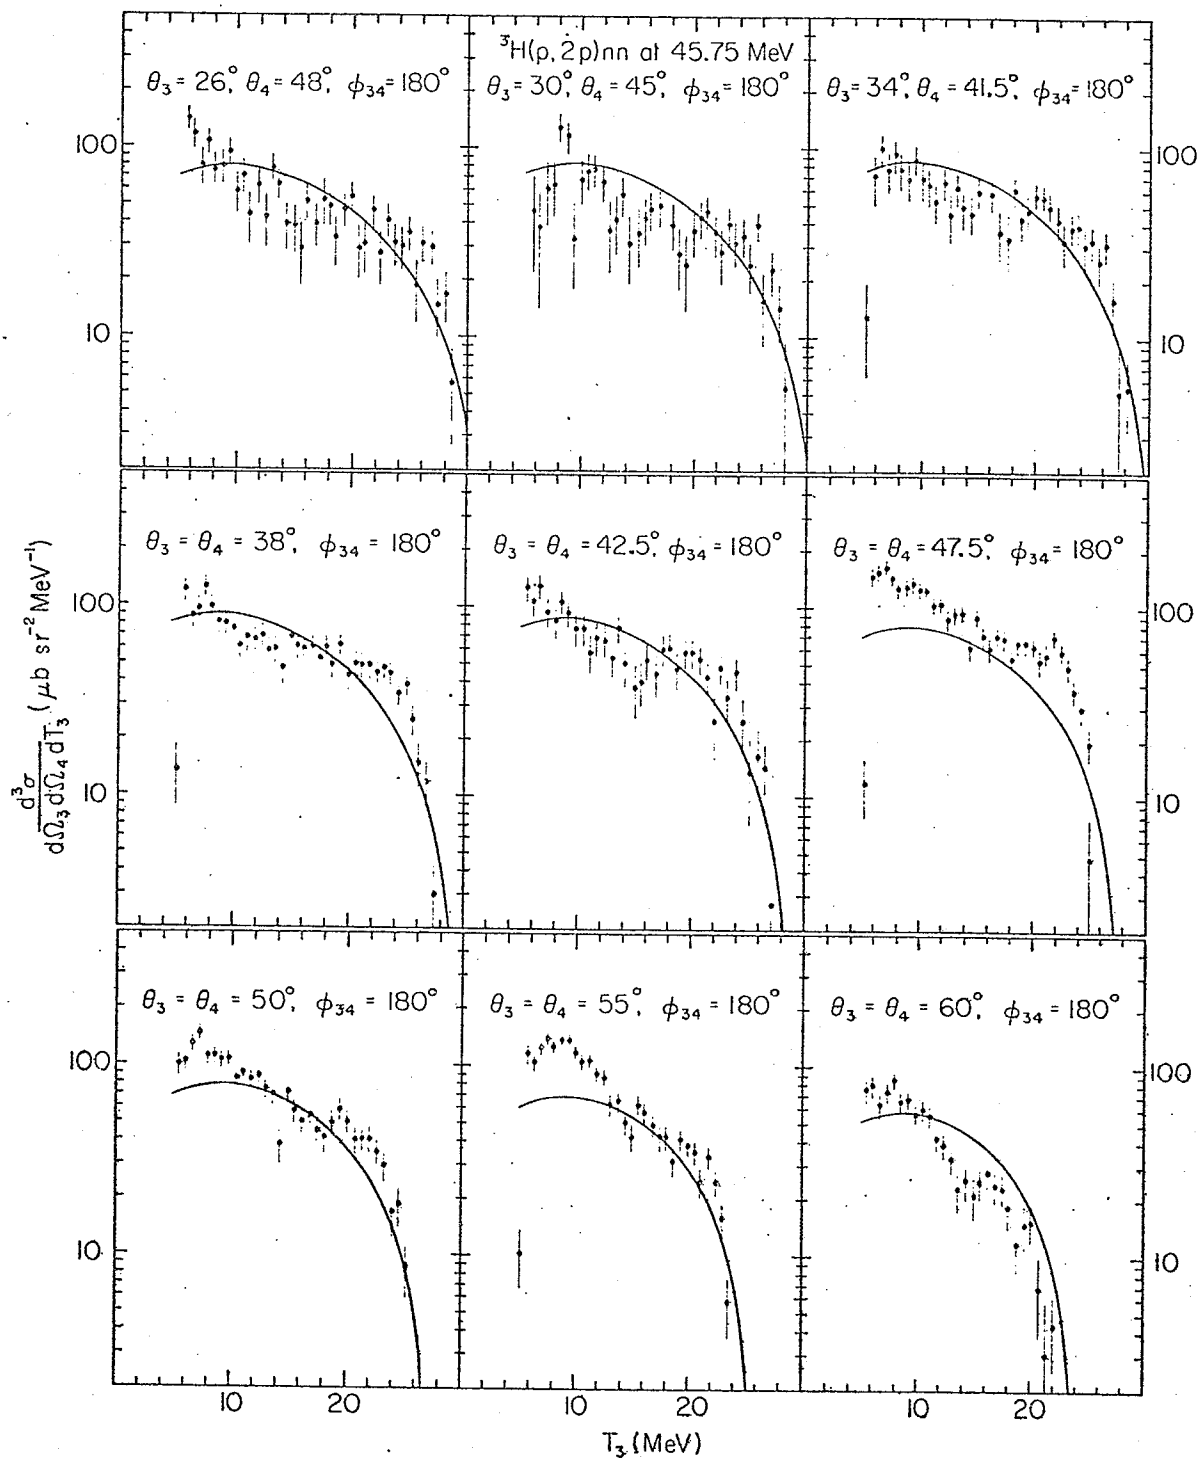 ³H(p,2p)nn at 45.75 MeV
θ₃ = 26°, θ₄ = 48°, ϕ₃₄ = 180°
θ₃ = 30°, θ₄ = 45°, ϕ₃₄ = 180°
θ₃ = 34°, θ₄ = 41.5°, ϕ₃₄ = 180°
100
100
10
10
θ₃ = θ₄ = 38°, ϕ₃₄ = 180°
θ₃ = θ₄ = 42.5°, ϕ₃₄ = 180°
θ₃ = θ₄ = 47.5°, ϕ₃₄ = 180°
100
100
10
10
d³σ
dΩ₃dΩ₄dT₃ (μb sr⁻² MeV⁻¹)
θ₃ = θ₄ = 50°, ϕ₃₄ = 180°
θ₃ = θ₄ = 55°, ϕ₃₄ = 180°
θ₃ = θ₄ = 60°, ϕ₃₄ = 180°
100
100
10
10
10 20 10 20 10 20
T₃ (MeV)